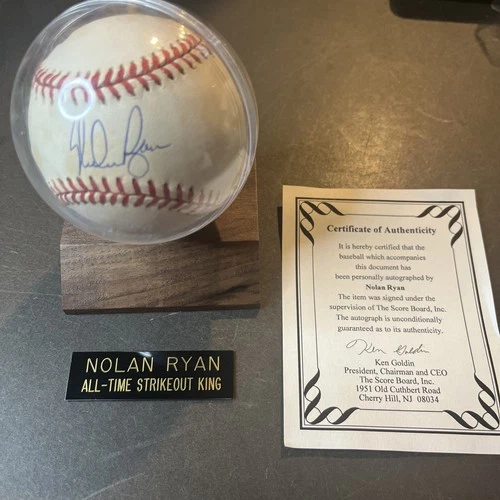 Nolan Ryan
NOLAN RYAN
ALL-TIME STRIKEOUT KING
Certificate of Authenticity
It is hereby certified that the
baseball which accompanies
this document has
been personally autographed by
Nolan Ryan
The item was signed under the
supervision of The Score Board, Inc.
The autograph is unconditionally
guaranteed as to its authenticity.
Ken Goldin
Ken Goldin
President, Chairman and CEO
The Score Board, Inc.
1951 Old Cuthbert Road
Cherry Hill, NJ 08034